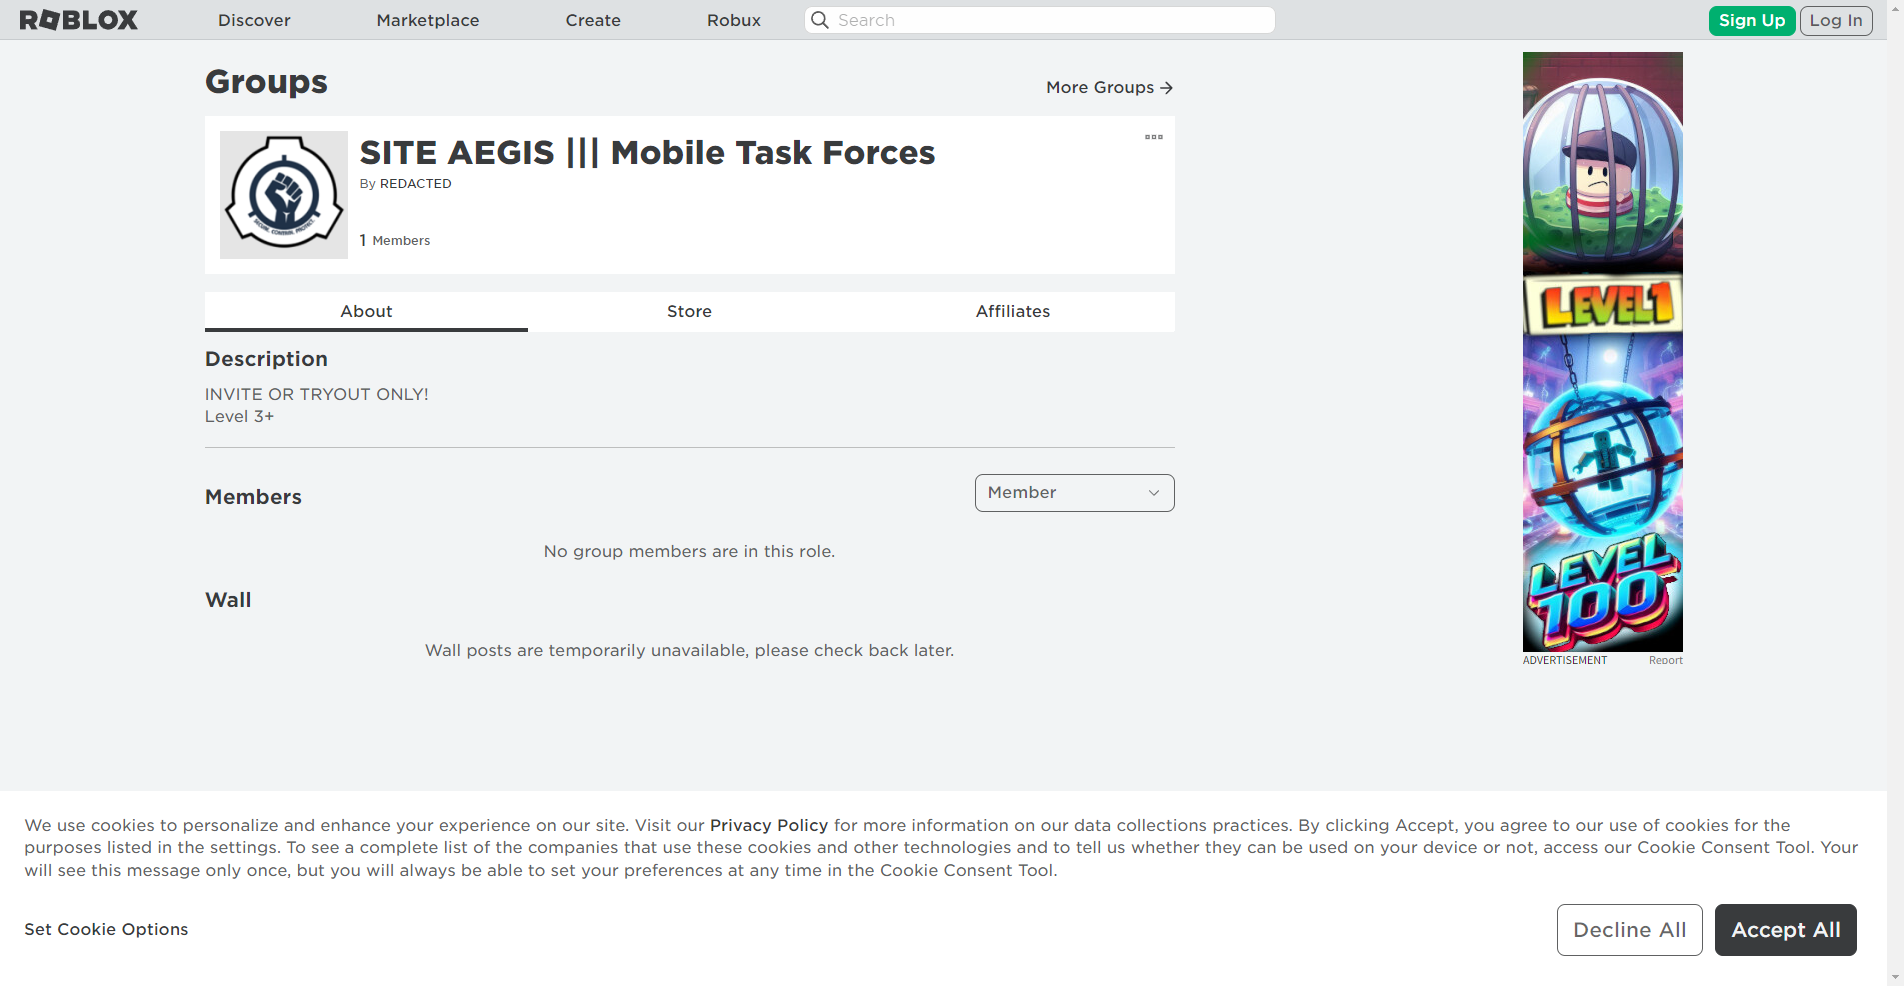 ROBLOX
Discover
Marketplace
Create
Robux
Search
Sign Up
Log In
Groups
More Groups →
SITE AEGIS ||| Mobile Task Forces
By REDACTED
1 Members
SECURE. CONTAIN. PROTECT.
About
Store
Affiliates
Description
INVITE OR TRYOUT ONLY!
Level 3+
Members
Member
No group members are in this role.
Wall
Wall posts are temporarily unavailable, please check back later.
LEVEL 1
LEVEL
100
ADVERTISEMENT
Report
We use cookies to personalize and enhance your experience on our site. Visit our Privacy Policy for more information on our data collections practices. By clicking Accept, you agree to our use of cookies for the
purposes listed in the settings. To see a complete list of the companies that use these cookies and other technologies and to tell us whether they can be used on your device or not, access our Cookie Consent Tool. Your
will see this message only once, but you will always be able to set your preferences at any time in the Cookie Consent Tool.
Set Cookie Options
Decline All
Accept All